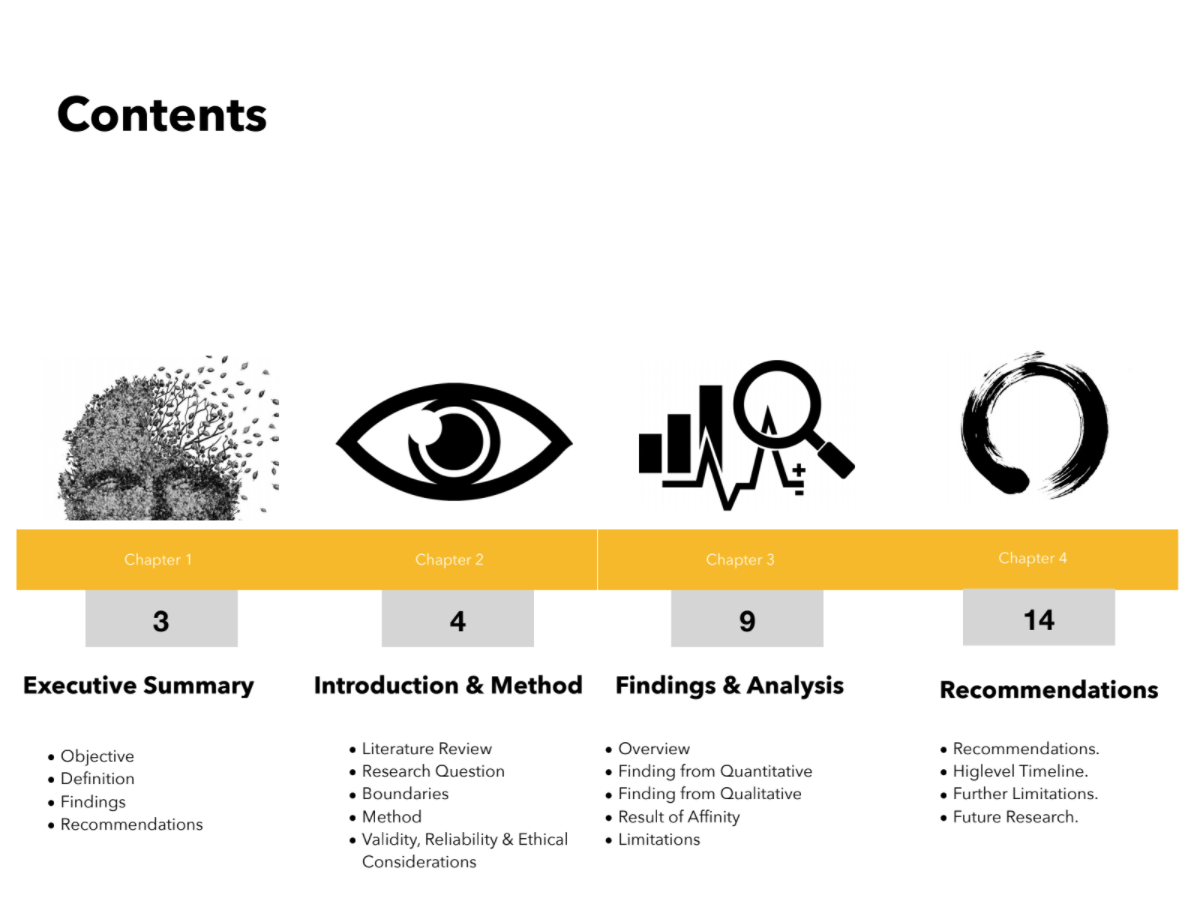 Contents
Chapter 1
Chapter 2
Chapter 3
Chapter 4
3
4
9
14
Executive Summary
Introduction & Method
Findings & Analysis
Recommendations
• Objective
• Definition
• Findings
• Recommendations
• Literature Review
• Research Question
• Boundaries
• Method
• Validity, Reliability & Ethical
Considerations
• Overview
• Finding from Quantitative
• Finding from Qualitative
• Result of Affinity
• Limitations
• Recommendations.
• Higlevel Timeline.
• Further Limitations.
• Future Research.